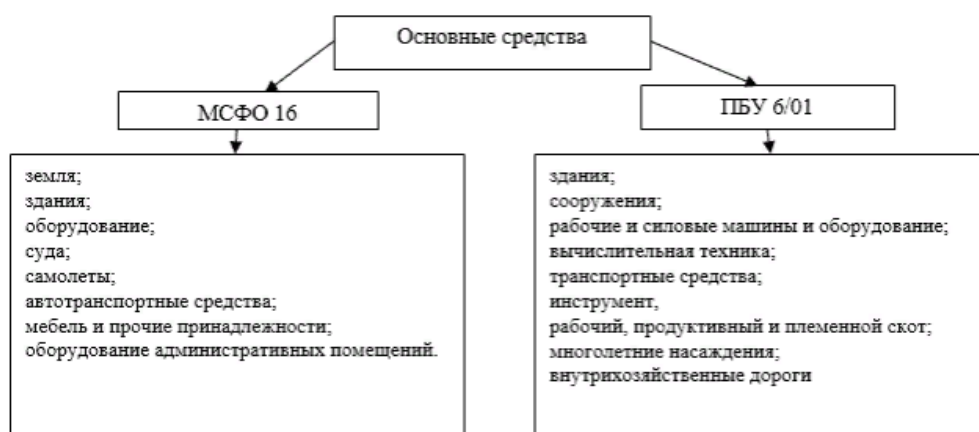 Основные средства
МСФО 16
земля;
здания;
оборудование;
суда;
самолеты;
автотранспортные средства;
мебель и прочие принадлежности;
оборудование административных помещений.
ПБУ 6/01
здания;
сооружения;
рабочие и силовые машины и оборудование;
вычислительная техника;
транспортные средства;
инструмент,
рабочий, продуктивный и племенной скот;
многолетние насаждения;
внутрихозяйственные дороги